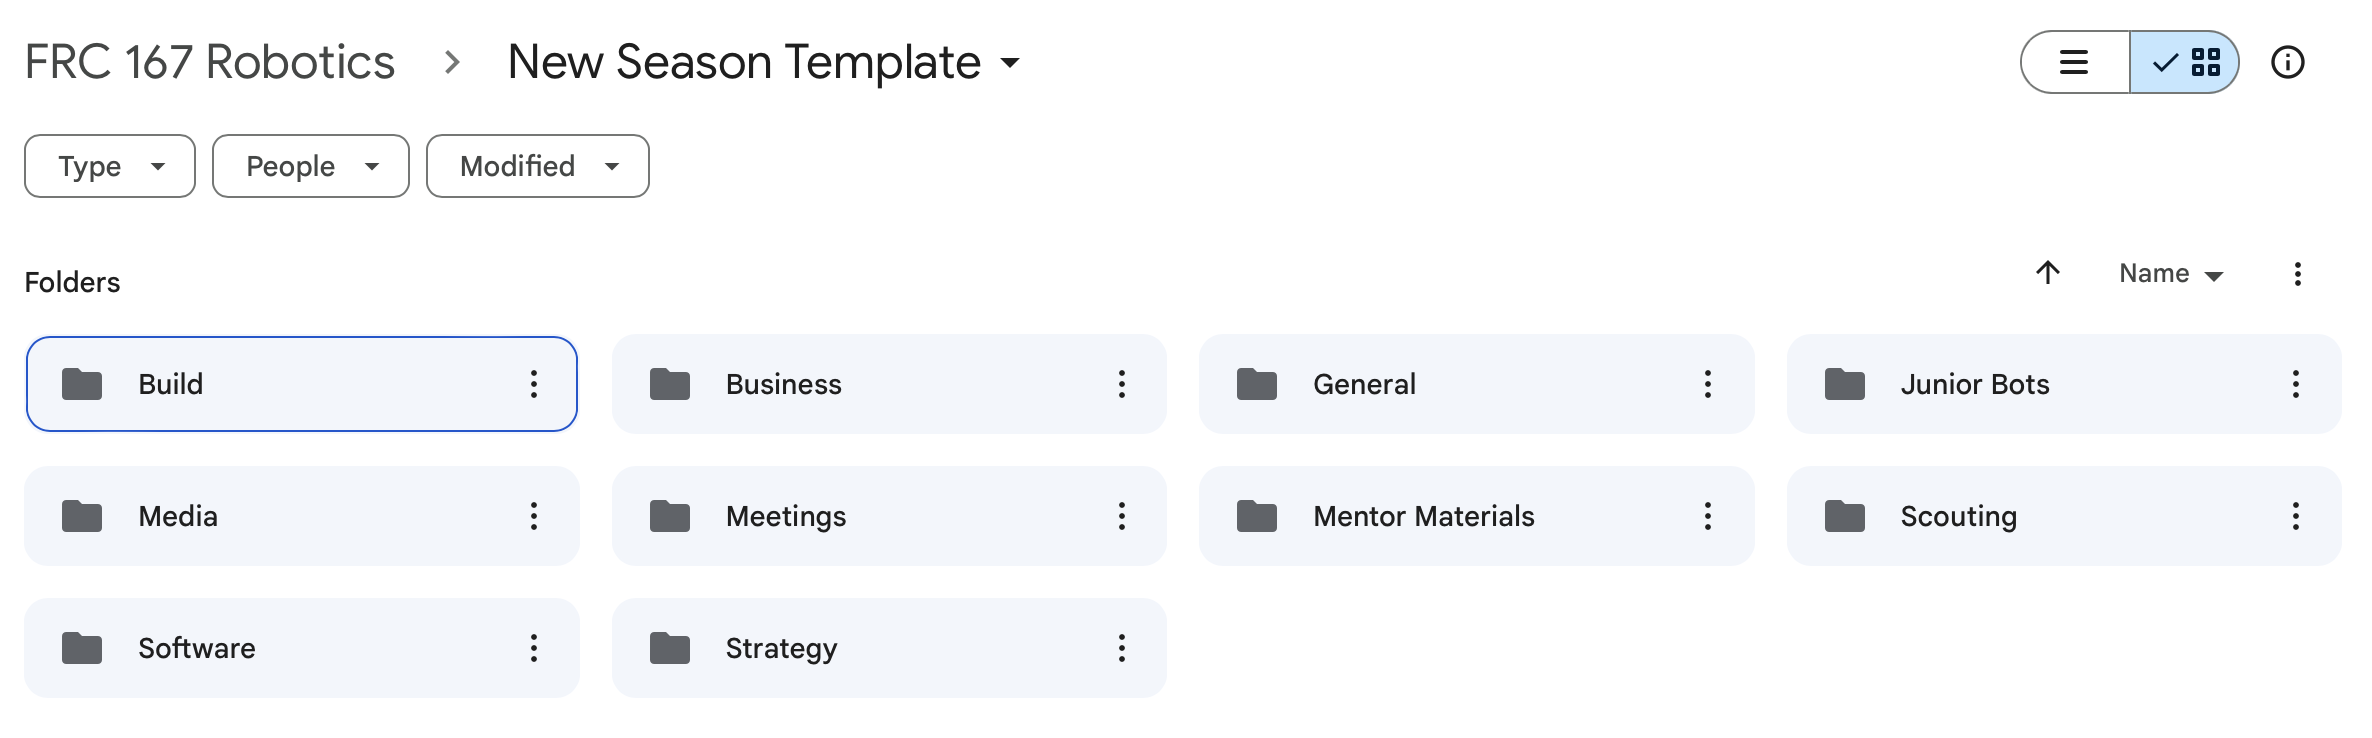 FRC 167 Robotics > New Season Template
Type People Modified
Folders Name
Build Business General Junior Bots
Media Meetings Mentor Materials Scouting
Software Strategy